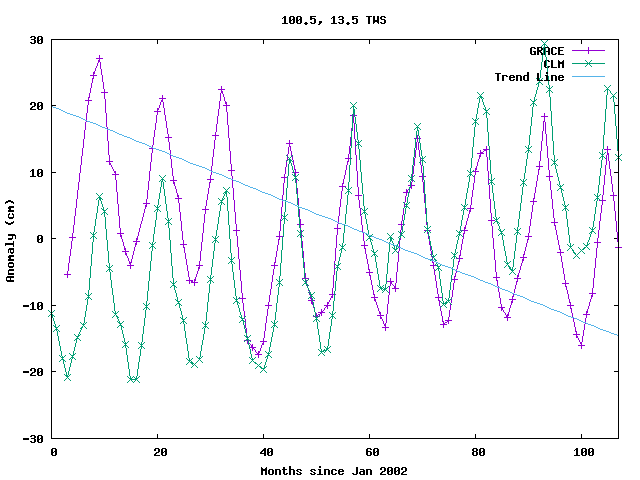 100.5, 13.5 TWS
GRACE
CLM
Trend Line
30
20
10
0
-10
-20
-30
Anomaly (cm)
0 20 40 60 80 100
Months since Jan 2002